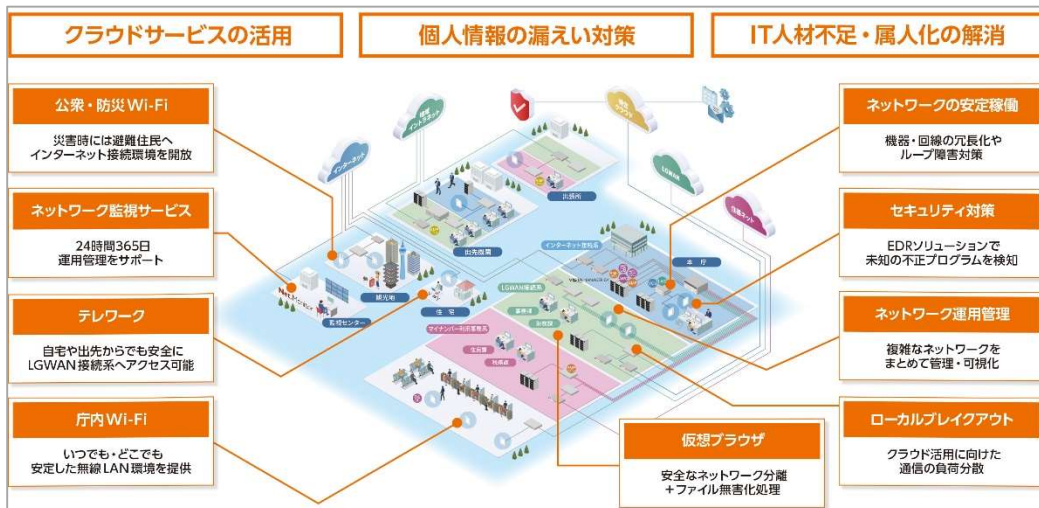 クラウドサービスの活用
個人情報の漏えい対策
IT人材不足・属人化の解消
公衆・防災Wi-Fi
災害時には避難住民へ
インターネット接続環境を開放
ネットワーク監視サービス
24時間365日
運用管理をサポート
テレワーク
自宅や出先からでも安全に
LGWAN接続系へアクセス可能
庁内Wi-Fi
いつでも・どこでも
安定した無線LAN環境を提供
インターネット
LGWAN
出張所
出先機関
観光地
住宅
監視センター
インターネット接続系
本庁
LGWAN接続系
マイナンバー利用事務系
ネットワークの安定稼働
機器・回線の冗長化や
ループ障害対策
セキュリティ対策
EDRソリューションで
未知の不正プログラムを検知
ネットワーク運用管理
複雑なネットワークを
まとめて管理・可視化
ローカルブレイクアウト
クラウド活用に向けた
通信の負荷分散
仮想ブラウザ
安全なネットワーク分離
＋ファイル無害化処理